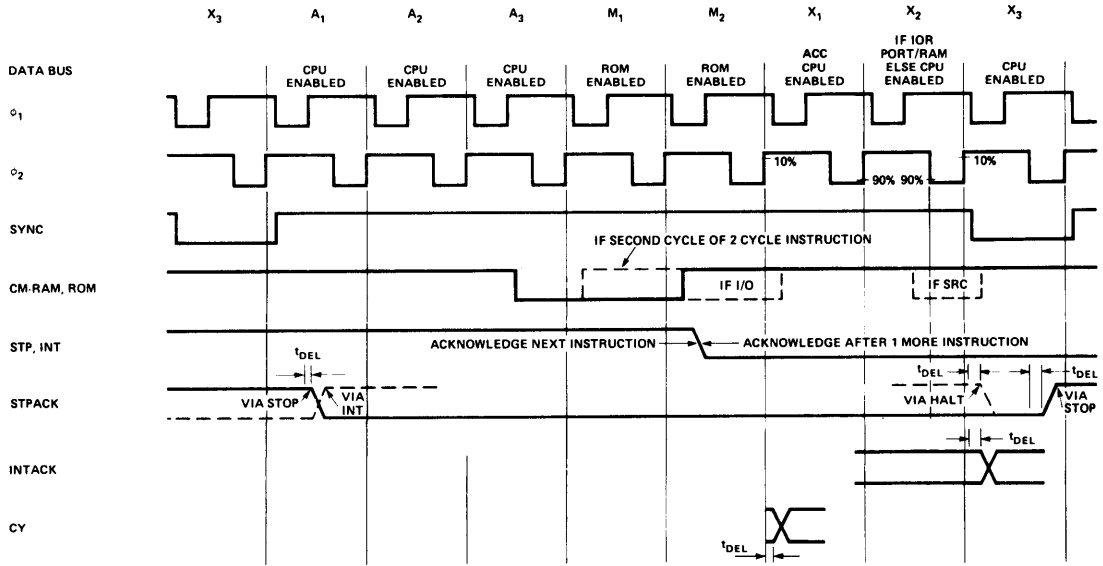 X3 A1 A2 A3 M1 M2 X1 X2 X3
DATA BUS
CPU
ENABLED
CPU
ENABLED
CPU
ENABLED
ROM
ENABLED
ROM
ENABLED
ACC
CPU
ENABLED
IF IOR
PORT/RAM
ELSE CPU
ENABLED
CPU
ENABLED
ϕ1
ϕ2
10%
90% 90%
10%
SYNC
IF SECOND CYCLE OF 2 CYCLE INSTRUCTION
CM-RAM, ROM
IF I/O
IF SRC
STP, INT
ACKNOWLEDGE NEXT INSTRUCTION
ACKNOWLEDGE AFTER 1 MORE INSTRUCTION
tDEL
tDEL
tDEL
STPACK
VIA STOP
VIA
INT
VIA HALT
VIA
STOP
tDEL
INTACK
CY
tDEL